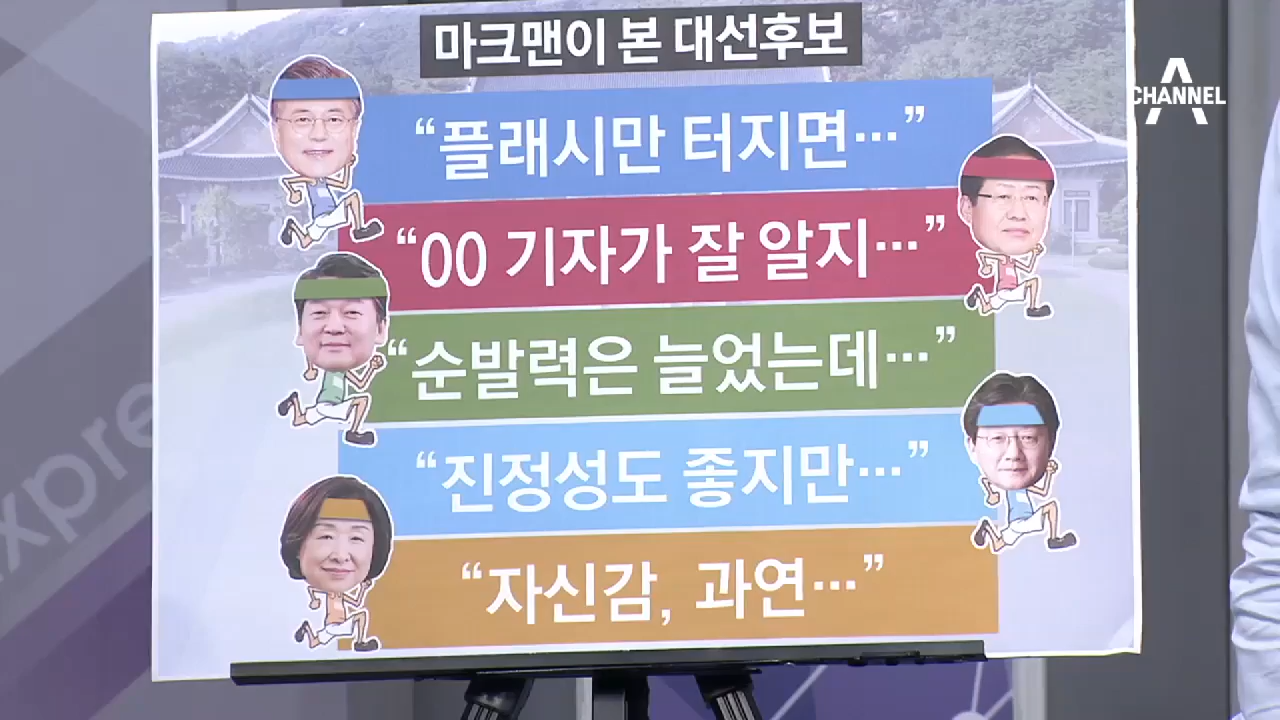 마크맨이 본 대선후보
CHANNEL
“플래시만 터지면…”
“00 기자가 잘 알지…”
“순발력은 늘었는데…”
“진정성도 좋지만…”
“자신감, 과연…”
xpre